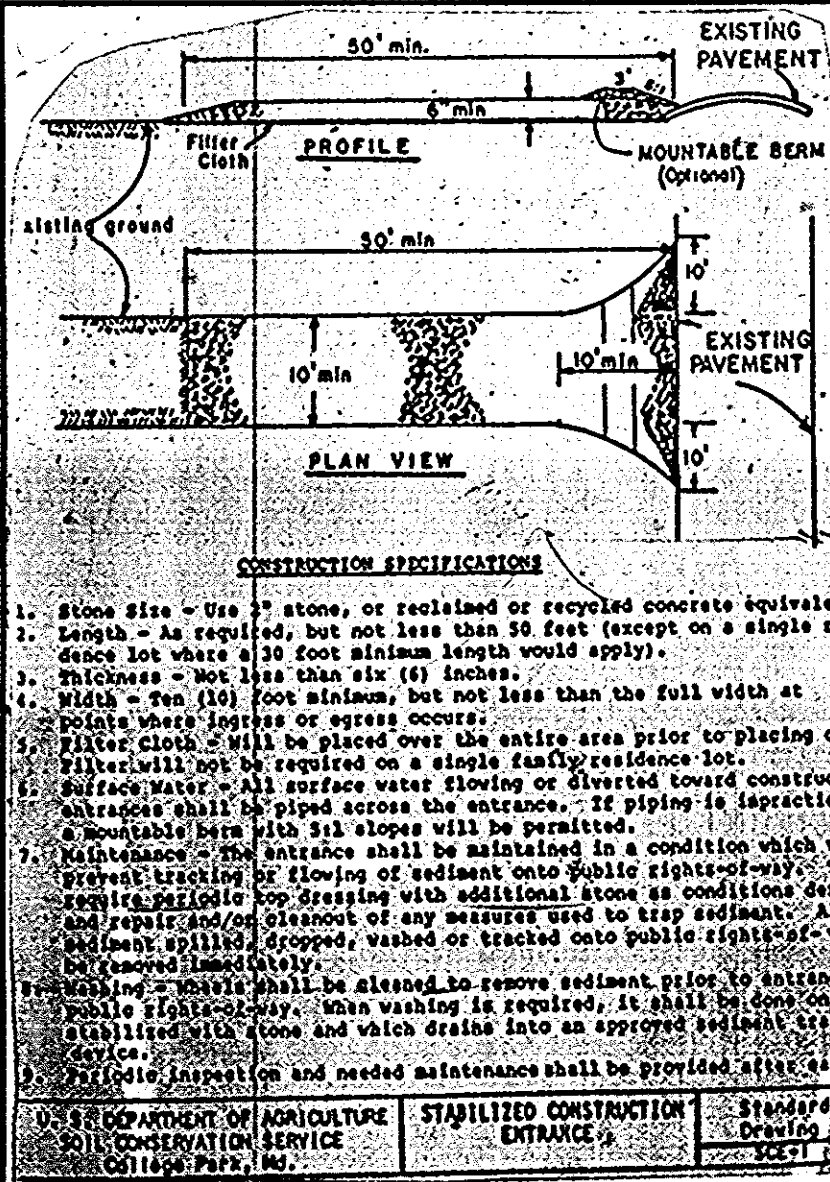 EXISTING
PAVEMENT
50' min.
3'
6" min
Filter
Cloth
PROFILE
MOUNTABLE BERM
(Optional)
xisting ground
50' min
10'
EXISTING
PAVEMENT
10' min
10' min
10'
PLAN VIEW
CONSTRUCTION SPECIFICATIONS
1. Stone Size - Use 2" stone, or reclaimed or recycled concrete equivale
2. Length - As required, but not less than 50 feet (except on a single
dence lot where a 30 foot minimum length would apply).
3. Thickness - Not less than six (6) inches.
4. Width - Ten (10) foot minimum, but not less than the full width at
points where ingress or egress occurs.
5. Filter Cloth - Will be placed over the entire area prior to placing
Filter will not be required on a single family residence lot.
6. Surface Water - All surface water flowing or diverted toward construc
entrances shall be piped across the entrance. If piping is impractic
a mountable berm with 5:1 slopes will be permitted.
7. Maintenance - The entrance shall be maintained in a condition which
prevent tracking or flowing of sediment onto public rights-of-way.
require periodic top dressing with additional stone as conditions de
and repair and/or cleanout of any measures used to trap sediment. A
sediment spilled, dropped, washed or tracked onto public rights-of-
be removed immediately.
8. Washing - Wheels shall be cleaned to remove sediment prior to entran
public rights-of-way. When washing is required, it shall be done on
stabilized with stone and which drains into an approved sediment tra
device.
9. Periodic inspection and needed maintenance shall be provided after ea
U. S. DEPARTMENT OF AGRICULTURE
SOIL CONSERVATION SERVICE
College Park, Md.
STABILIZED CONSTRUCTION
ENTRANCE
Standard
Drawing
SCE-1